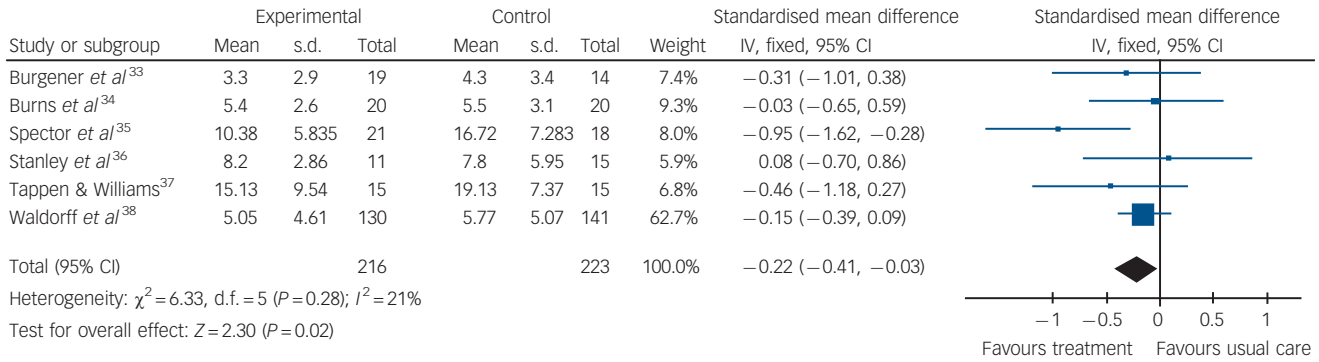 Experimental Control Standardised mean difference Standardised mean difference
Study or subgroup Mean s.d. Total Mean s.d. Total Weight IV, fixed, 95% CI IV, fixed, 95% CI
Burgener et al33 3.3 2.9 19 4.3 3.4 14 7.4% −0.31 (−1.01, 0.38)
Burns et al34 5.4 2.6 20 5.5 3.1 20 9.3% −0.03 (−0.65, 0.59)
Spector et al35 10.38 5.835 21 16.72 7.283 18 8.0% −0.95 (−1.62, −0.28)
Stanley et al36 8.2 2.86 11 7.8 5.95 15 5.9% 0.08 (−0.70, 0.86)
Tappen & Williams37 15.13 9.54 15 19.13 7.37 15 6.8% −0.46 (−1.18, 0.27)
Waldorff et al38 5.05 4.61 130 5.77 5.07 141 62.7% −0.15 (−0.39, 0.09)
Total (95% CI) 216 223 100.0% −0.22 (−0.41, −0.03)
Heterogeneity: χ2 = 6.33, d.f. = 5 (P = 0.28); I2 = 21%
Test for overall effect: Z = 2.30 (P = 0.02)
−1 −0.5 0 0.5 1
Favours treatment Favours usual care